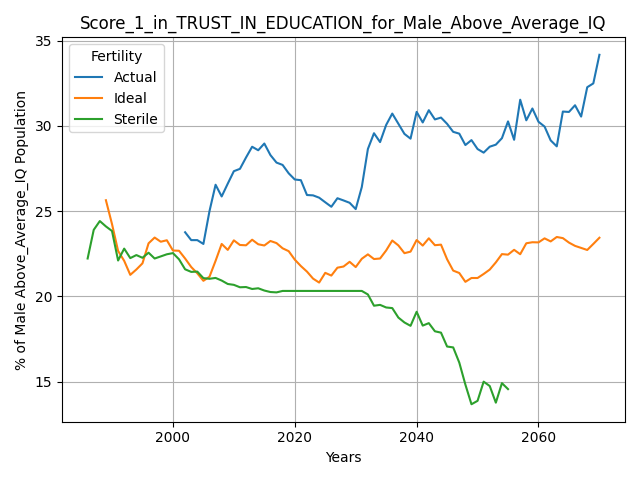 Score_1_in_TRUST_IN_EDUCATION_for_Male_Above_Average_IQ
% of Male Above_Average_IQ Population
35
30
25
20
15
Fertility
Actual
Ideal
Sterile
2000
2020
2040
2060
Years